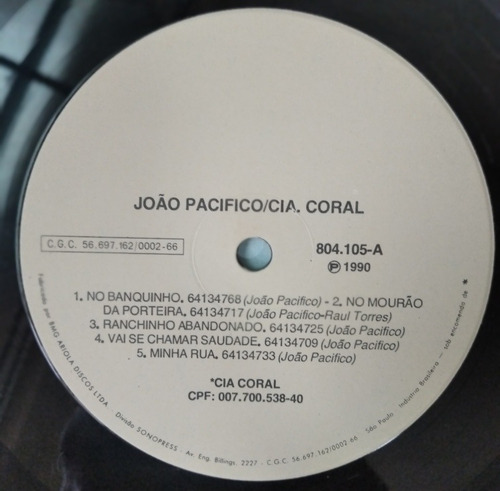 JOÃO PACIFICO/CIA. CORAL
C.G.C. 56.697.162/0002-66
804.105-A
Ⓟ 1990
1. NO BANQUINHO. 64134768 (João Pacifico) - 2. NO MOURÃO
DA PORTEIRA. 64134717 (João Pacifico-Raul Torres)
3. RANCHINHO ABANDONADO. 64134725 (João Pacifico)
4. VAI SE CHAMAR SAUDADE. 64134709 (João Pacifico)
5. MINHA RUA. 64134733 (João Pacifico)
*CIA CORAL
CPF: 007.700.538-40
Fabricado por BMG ARIOLA DISCOS LTDA. - Divisão SONOPRESS - Av. Eng. Billings, 2227 - C.G.C. 56.697.162/0002 66 - São Paulo - Indústria Brasileira - sob encomenda de *